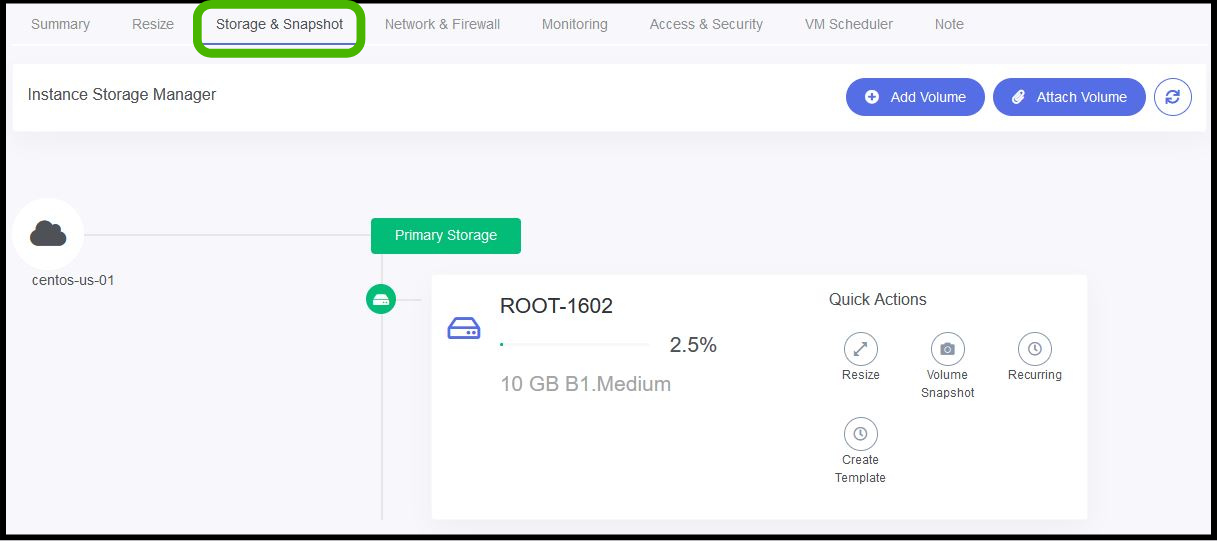 Summary Resize Storage & Snapshot Network & Firewall Monitoring Access & Security VM Scheduler Note
Instance Storage Manager Add Volume Attach Volume
Primary Storage
centos-us-01
ROOT-1602 Quick Actions
2.5%
10 GB B1.Medium
Resize Volume Snapshot Recurring
Create Template